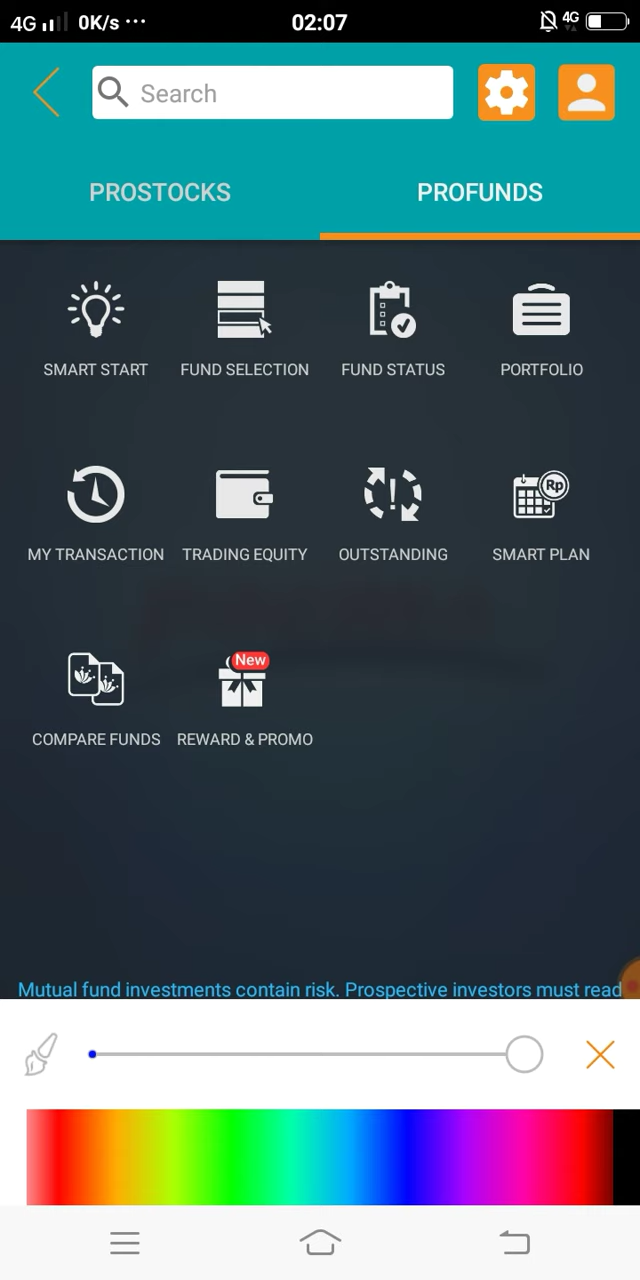 4G 0K/s ... 02:07 4G
Search
PROSTOCKS PROFUNDS
SMART START FUND SELECTION FUND STATUS PORTFOLIO
Rp
MY TRANSACTION TRADING EQUITY OUTSTANDING SMART PLAN
New
COMPARE FUNDS REWARD & PROMO
Mutual fund investments contain risk. Prospective investors must read